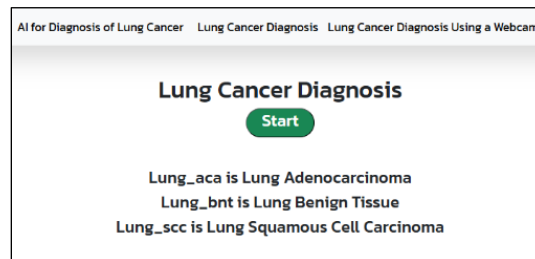 AI for Diagnosis of Lung Cancer Lung Cancer Diagnosis Lung Cancer Diagnosis Using a Webcam
Lung Cancer Diagnosis
Start
Lung_aca is Lung Adenocarcinoma
Lung_bnt is Lung Benign Tissue
Lung_scc is Lung Squamous Cell Carcinoma